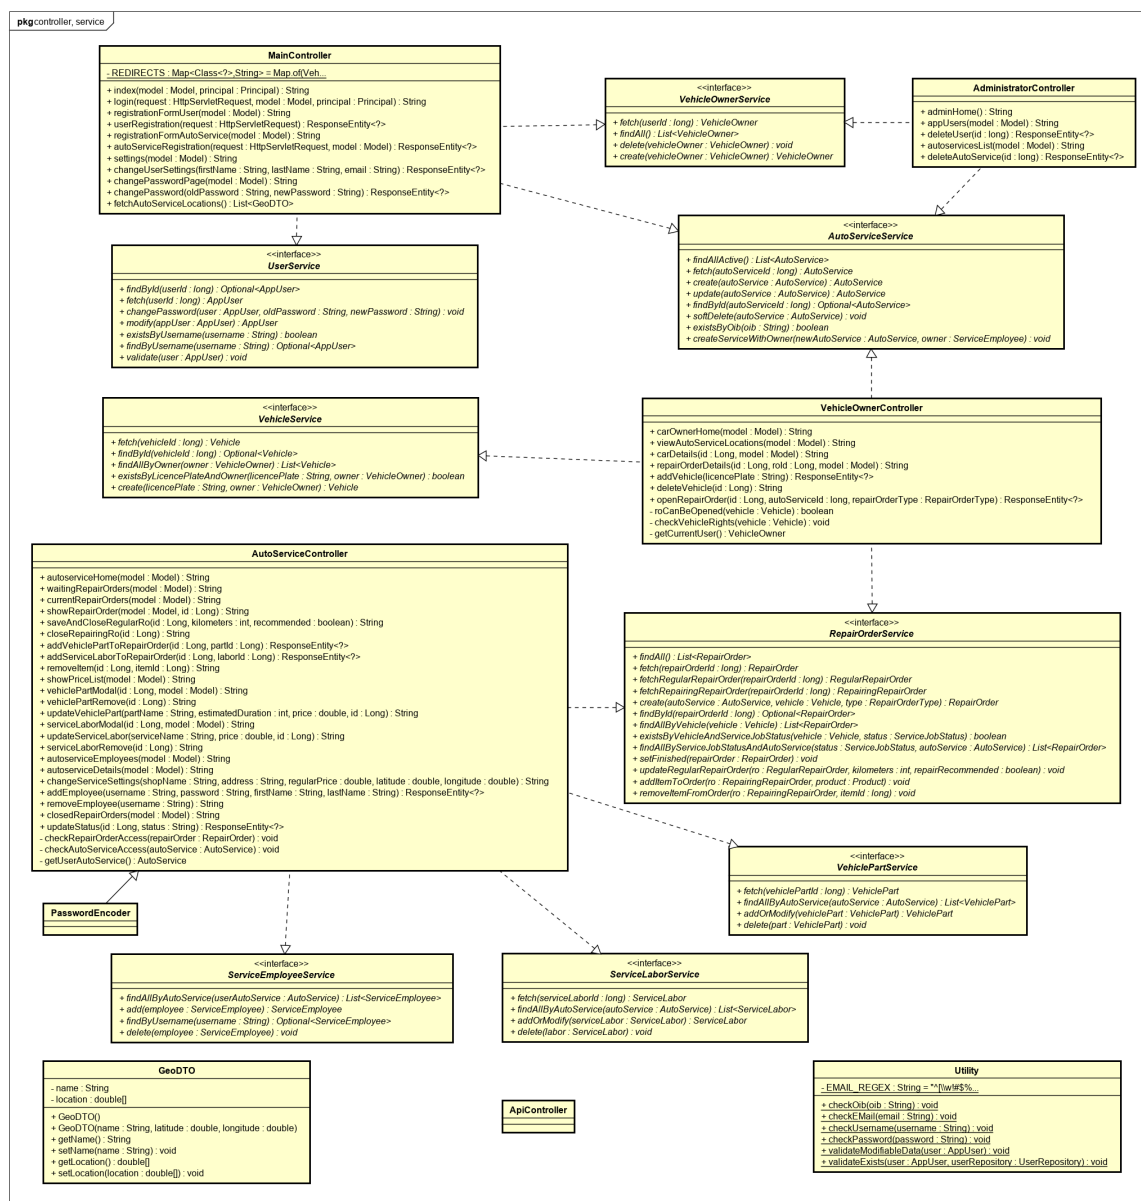 pkg controller, service
MainController
- REDIRECTS : Map<Class<?>,String> = Map.of(Veh...
+ index(model : Model, principal : Principal) : String
+ login(request : HttpServletRequest, model : Model, principal : Principal) : String
+ registrationFormUser(model : Model) : String
+ userRegistration(request : HttpServletRequest) : ResponseEntity<?>
+ registrationFormAutoService(model : Model) : String
+ autoServiceRegistration(request : HttpServletRequest, model : Model) : ResponseEntity<?>
+ settings(model : Model) : String
+ changeUserSettings(firstName : String, lastName : String, email : String) : ResponseEntity<?>
+ changePasswordPage(model : Model) : String
+ changePassword(oldPassword : String, newPassword : String) : ResponseEntity<?>
+ fetchAutoServiceLocations() : List<GeoDTO>
<<interface>>
VehicleOwnerService
+ fetch(userId : long) : VehicleOwner
+ findAll() : List<VehicleOwner>
+ delete(vehicleOwner : VehicleOwner) : void
+ create(vehicleOwner : VehicleOwner) : VehicleOwner
AdministratorController
+ adminHome() : String
+ appUsers(model : Model) : String
+ deleteUser(id : long) : ResponseEntity<?>
+ autoservicesList(model : Model) : String
+ deleteAutoService(id : long) : ResponseEntity<?>
<<interface>>
UserService
+ findById(userId : long) : Optional<AppUser>
+ fetch(userId : long) : AppUser
+ changePassword(user : AppUser, oldPassword : String, newPassword : String) : void
+ modify(appUser : AppUser) : AppUser
+ existsByUsername(username : String) : boolean
+ findByUsername(username : String) : Optional<AppUser>
+ validate(user : AppUser) : void
<<interface>>
AutoServiceService
+ findAllActive() : List<AutoService>
+ fetch(autoServiceId : long) : AutoService
+ create(autoService : AutoService) : AutoService
+ update(autoService : AutoService) : AutoService
+ findById(autoServiceId : long) : Optional<AutoService>
+ softDelete(autoService : AutoService) : void
+ existsByOib(oib : String) : boolean
+ createServiceWithOwner(newAutoService : AutoService, owner : ServiceEmployee) : void
<<interface>>
VehicleService
+ fetch(vehicleId : long) : Vehicle
+ findById(vehicleId : long) : Optional<Vehicle>
+ findAllByOwner(owner : VehicleOwner) : List<Vehicle>
+ existsByLicencePlateAndOwner(licencePlate : String, owner : VehicleOwner) : boolean
+ create(licencePlate : String, owner : VehicleOwner) : Vehicle
VehicleOwnerController
+ carOwnerHome(model : Model) : String
+ viewAutoServiceLocations(model : Model) : String
+ carDetails(id : Long, model : Model) : String
+ repairOrderDetails(id : Long, roId : Long, model : Model) : String
+ addVehicle(licencePlate : String) : ResponseEntity<?>
+ deleteVehicle(id : Long) : String
+ openRepairOrder(id : Long, autoServiceId : long, repairOrderType : RepairOrderType) : ResponseEntity<?>
- roCanBeOpened(vehicle : Vehicle) : boolean
- checkVehicleRights(vehicle : Vehicle) : void
- getCurrentUser() : VehicleOwner
AutoServiceController
+ autoserviceHome(model : Model) : String
+ waitingRepairOrders(model : Model) : String
+ currentRepairOrders(model : Model) : String
+ showRepairOrder(model : Model, id : Long) : String
+ saveAndCloseRegularRo(id : Long, kilometers : int, recommended : boolean) : String
+ closeRepairingRo(id : Long) : String
+ addVehiclePartToRepairOrder(id : Long, partId : Long) : ResponseEntity<?>
+ addServiceLaborToRepairOrder(id : Long, laborId : Long) : ResponseEntity<?>
+ removeItem(id : Long, itemId : Long) : String
+ showPriceList(model : Model) : String
+ vehiclePartModal(id : Long, model : Model) : String
+ vehiclePartRemove(id : Long) : String
+ updateVehiclePart(partName : String, estimatedDuration : int, price : double, id : Long) : String
+ serviceLaborModal(id : Long, model : Model) : String
+ updateServiceLabor(serviceName : String, price : double, id : Long) : String
+ serviceLaborRemove(id : Long) : String
+ autoserviceEmployees(model : Model) : String
+ autoserviceDetails(model : Model) : String
+ changeServiceSettings(shopName : String, address : String, regularPrice : double, latitude : double, longitude : double) : String
+ addEmployee(username : String, password : String, firstName : String, lastName : String) : ResponseEntity<?>
+ removeEmployee(username : String) : String
+ closedRepairOrders(model : Model) : String
+ updateStatus(id : Long, status : String) : ResponseEntity<?>
- checkRepairOrderAccess(repairOrder : RepairOrder) : void
- checkAutoServiceAccess(autoService : AutoService) : void
- getUserAutoService() : AutoService
<<interface>>
RepairOrderService
+ findAll() : List<RepairOrder>
+ fetch(repairOrderId : long) : RepairOrder
+ fetchRegularRepairOrder(repairOrderId : long) : RegularRepairOrder
+ fetchRepairingRepairOrder(repairOrderId : long) : RepairingRepairOrder
+ create(autoService : AutoService, vehicle : Vehicle, type : RepairOrderType) : RepairOrder
+ findById(repairOrderId : long) : Optional<RepairOrder>
+ findAllByVehicle(vehicle : Vehicle) : List<RepairOrder>
+ existsByVehicleAndServiceJobStatus(vehicle : Vehicle, status : ServiceJobStatus) : boolean
+ findAllByServiceJobStatusAndAutoService(status : ServiceJobStatus, autoService : AutoService) : List<RepairOrder>
+ setFinished(repairOrder : RepairOrder) : void
+ updateRegularRepairOrder(ro : RegularRepairOrder, kilometers : int, repairRecommended : boolean) : void
+ addItemToOrder(ro : RepairingRepairOrder, product : Product) : void
+ removeItemFromOrder(ro : RepairingRepairOrder, itemId : long) : void
<<interface>>
VehiclePartService
+ fetch(vehiclePartId : long) : VehiclePart
+ findAllByAutoService(autoService : AutoService) : List<VehiclePart>
+ addOrModify(vehiclePart : VehiclePart) : VehiclePart
+ delete(part : VehiclePart) : void
PasswordEncoder
<<interface>>
ServiceEmployeeService
+ findAllByAutoService(userAutoService : AutoService) : List<ServiceEmployee>
+ add(employee : ServiceEmployee) : ServiceEmployee
+ findByUsername(username : String) : Optional<ServiceEmployee>
+ delete(employee : ServiceEmployee) : void
<<interface>>
ServiceLaborService
+ fetch(serviceLaborId : long) : ServiceLabor
+ findAllByAutoService(autoService : AutoService) : List<ServiceLabor>
+ addOrModify(serviceLabor : ServiceLabor) : ServiceLabor
+ delete(labor : ServiceLabor) : void
GeoDTO
- name : String
- location : double[]
+ GeoDTO()
+ GeoDTO(name : String, latitude : double, longitude : double)
+ getName() : String
+ setName(name : String) : void
+ getLocation() : double[]
+ setLocation(location : double[]) : void
ApiController
Utility
- EMAIL_REGEX : String = "^[\\w!#$%...
+ checkOib(oib : String) : void
+ checkEMail(email : String) : void
+ checkUsername(username : String) : void
+ checkPassword(password : String) : void
+ validateModifiableData(user : AppUser) : void
+ validateExists(user : AppUser, userRepository : UserRepository) : void